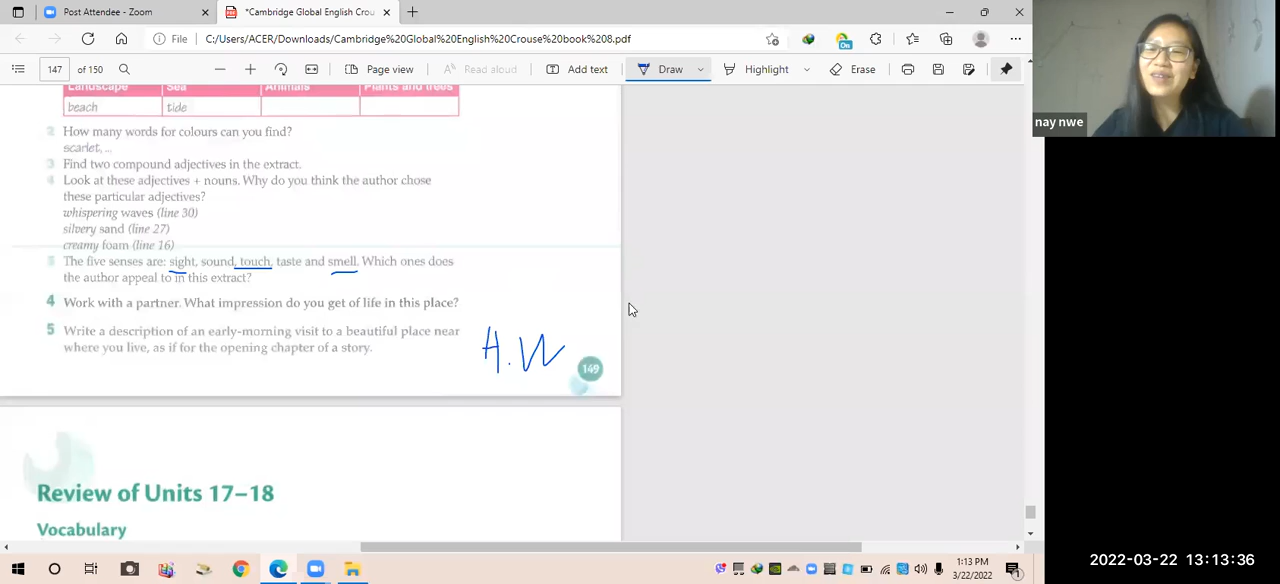 Post Attendee - Zoom
*Cambridge Global English Crou
File
C:/Users/ACER/Downloads/Cambridge%20Global%20English%20Crouse%20book%208.pdf
147 of 150
Page view
Read aloud
Add text
Draw
Highlight
Erase
nay nwe
Landscape Sea Animals Plants and trees
beach tide
2 How many words for colours can you find?
scarlet, ...
3 Find two compound adjectives in the extract.
4 Look at these adjectives + nouns. Why do you think the author chose
these particular adjectives?
whispering waves (line 30)
silvery sand (line 27)
creamy foam (line 16)
5 The five senses are: sight, sound, touch, taste and smell. Which ones does
the author appeal to in this extract?
4 Work with a partner. What impression do you get of life in this place?
5 Write a description of an early-morning visit to a beautiful place near
where you live, as if for the opening chapter of a story.
H.W
149
Review of Units 17–18
Vocabulary
1:13 PM
3/22/2022
2022-03-22 13:13:36